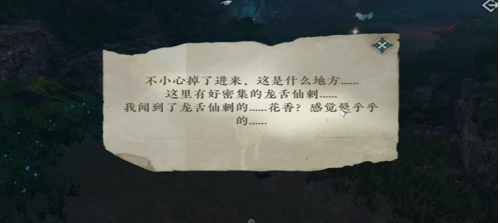 不小心掉了进来，这是什么地方……
这里有好密集的龙舌仙刺……
我闻到了龙舌仙刺的……花香？感觉晕乎乎
的……